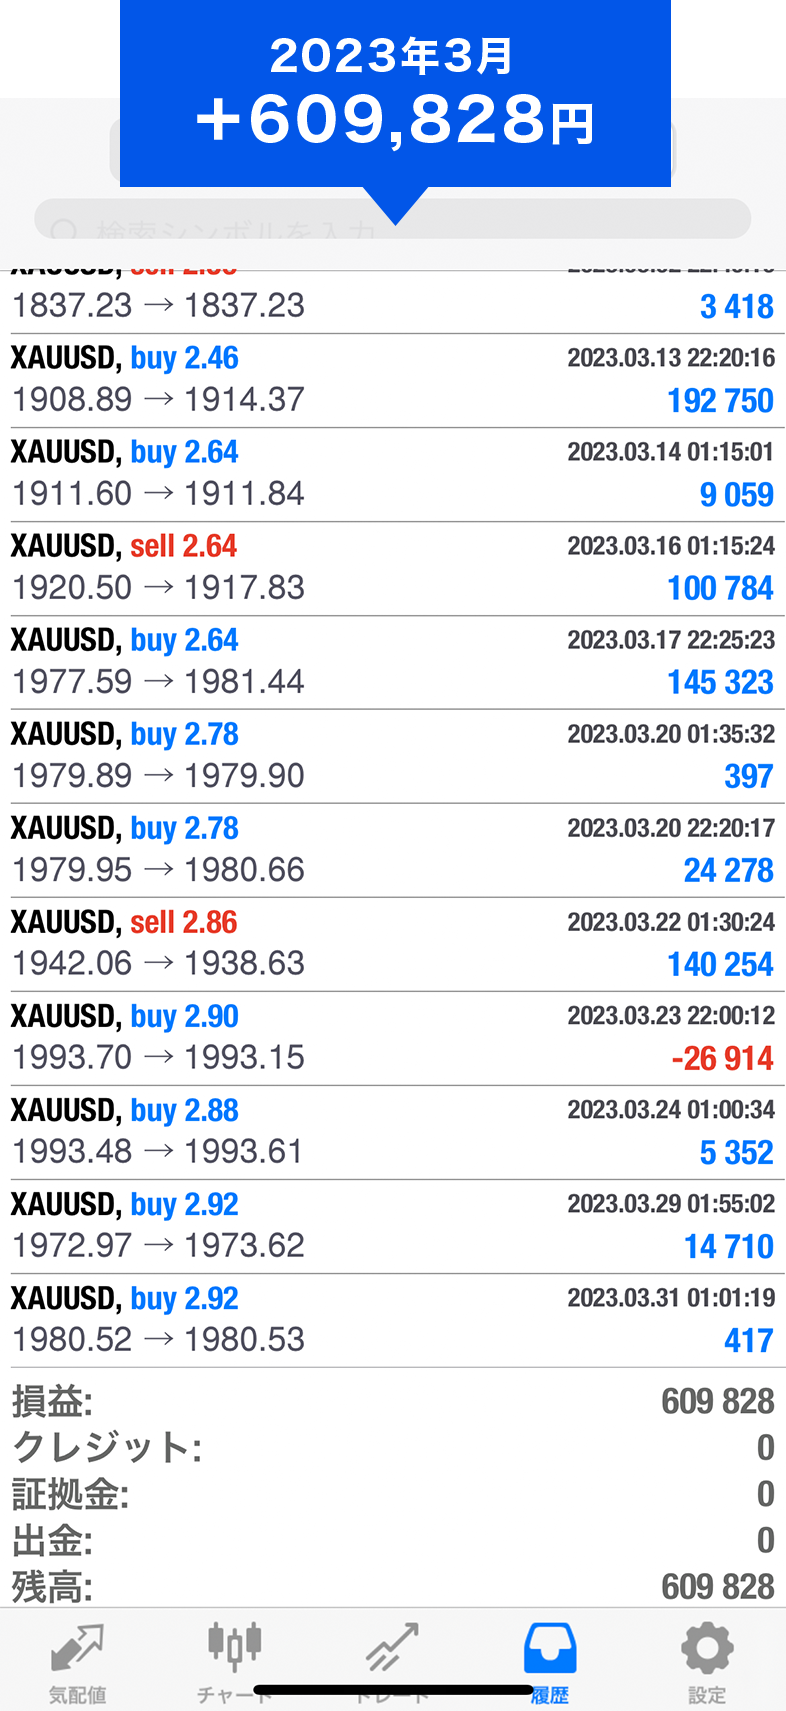 2023年3月
+609,828円
検索シンボルを入力
XAUUSD, sell
1837.23 → 1837.23 3 418
XAUUSD, buy 2.46 2023.03.13 22:20:16
1908.89 → 1914.37 192 750
XAUUSD, buy 2.64 2023.03.14 01:15:01
1911.60 → 1911.84 9 059
XAUUSD, sell 2.64 2023.03.16 01:15:24
1920.50 → 1917.83 100 784
XAUUSD, buy 2.64 2023.03.17 22:25:23
1977.59 → 1981.44 145 323
XAUUSD, buy 2.78 2023.03.20 01:35:32
1979.89 → 1979.90 397
XAUUSD, buy 2.78 2023.03.20 22:20:17
1979.95 → 1980.66 24 278
XAUUSD, sell 2.86 2023.03.22 01:30:24
1942.06 → 1938.63 140 254
XAUUSD, buy 2.90 2023.03.23 22:00:12
1993.70 → 1993.15 -26 914
XAUUSD, buy 2.88 2023.03.24 01:00:34
1993.48 → 1993.61 5 352
XAUUSD, buy 2.92 2023.03.29 01:55:02
1972.97 → 1973.62 14 710
XAUUSD, buy 2.92 2023.03.31 01:01:19
1980.52 → 1980.53 417
損益: 609 828
クレジット: 0
証拠金: 0
出金: 0
残高: 609 828
気配値 チャート トレード 履歴 設定